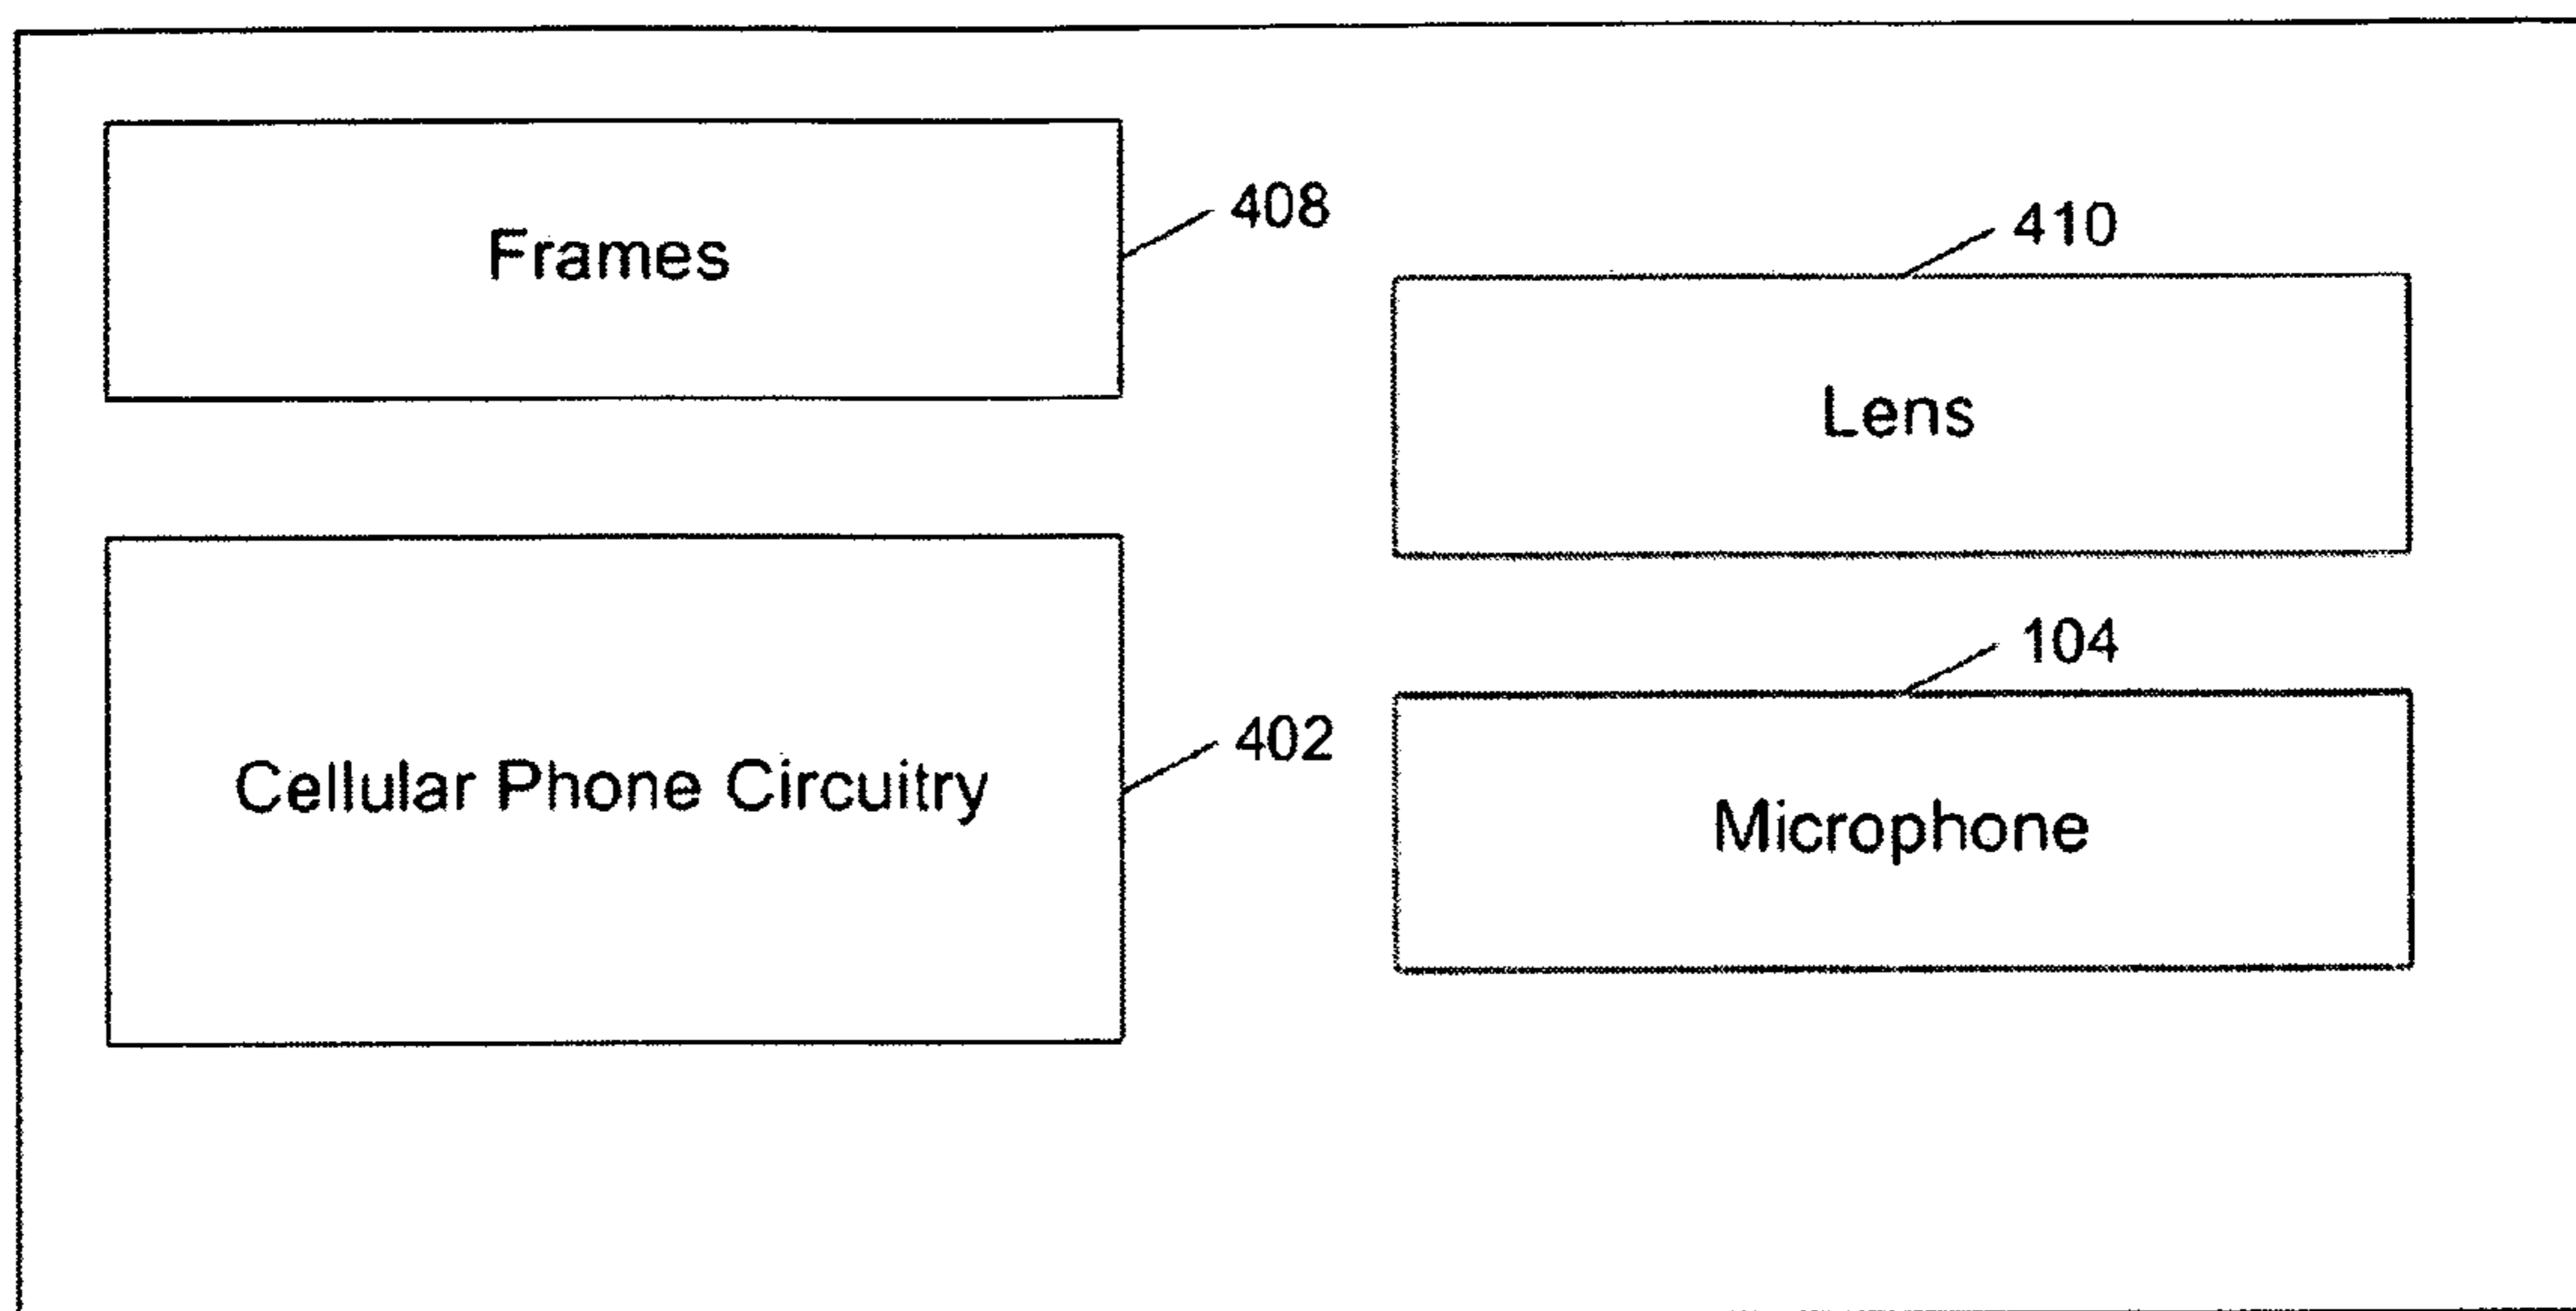 Frames
408
410
Lens
Cellular Phone Circuitry
402
104
Microphone